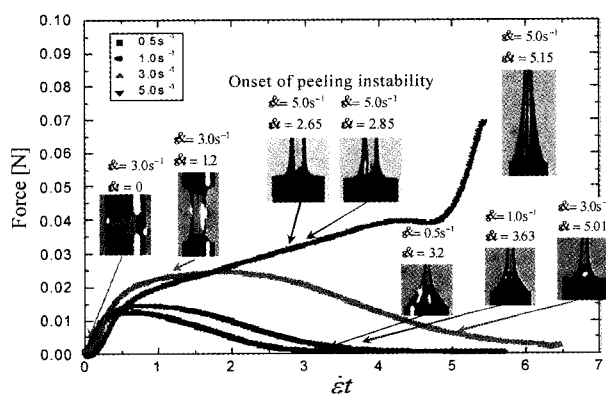 0.10
0.09
0.08
0.07
0.06
0.05
0.04
0.03
0.02
0.01
0.00
Force [N]
0.5s⁻¹
1.0s⁻¹
3.0s⁻¹
5.0s⁻¹
Onset of peeling instability
&= 5.0s⁻¹
&t = 2.65
&= 5.0s⁻¹
&t = 2.85
&= 5.0s⁻¹
&t = 5.15
&= 3.0s⁻¹
&t = 0
&= 3.0s⁻¹
&t = 1.2
&= 0.5s⁻¹
&t = 3.2
&= 1.0s⁻¹
&t = 3.63
&= 3.0s⁻¹
&t = 5.01
0 1 2 3 4 5 6 7
ε̇t